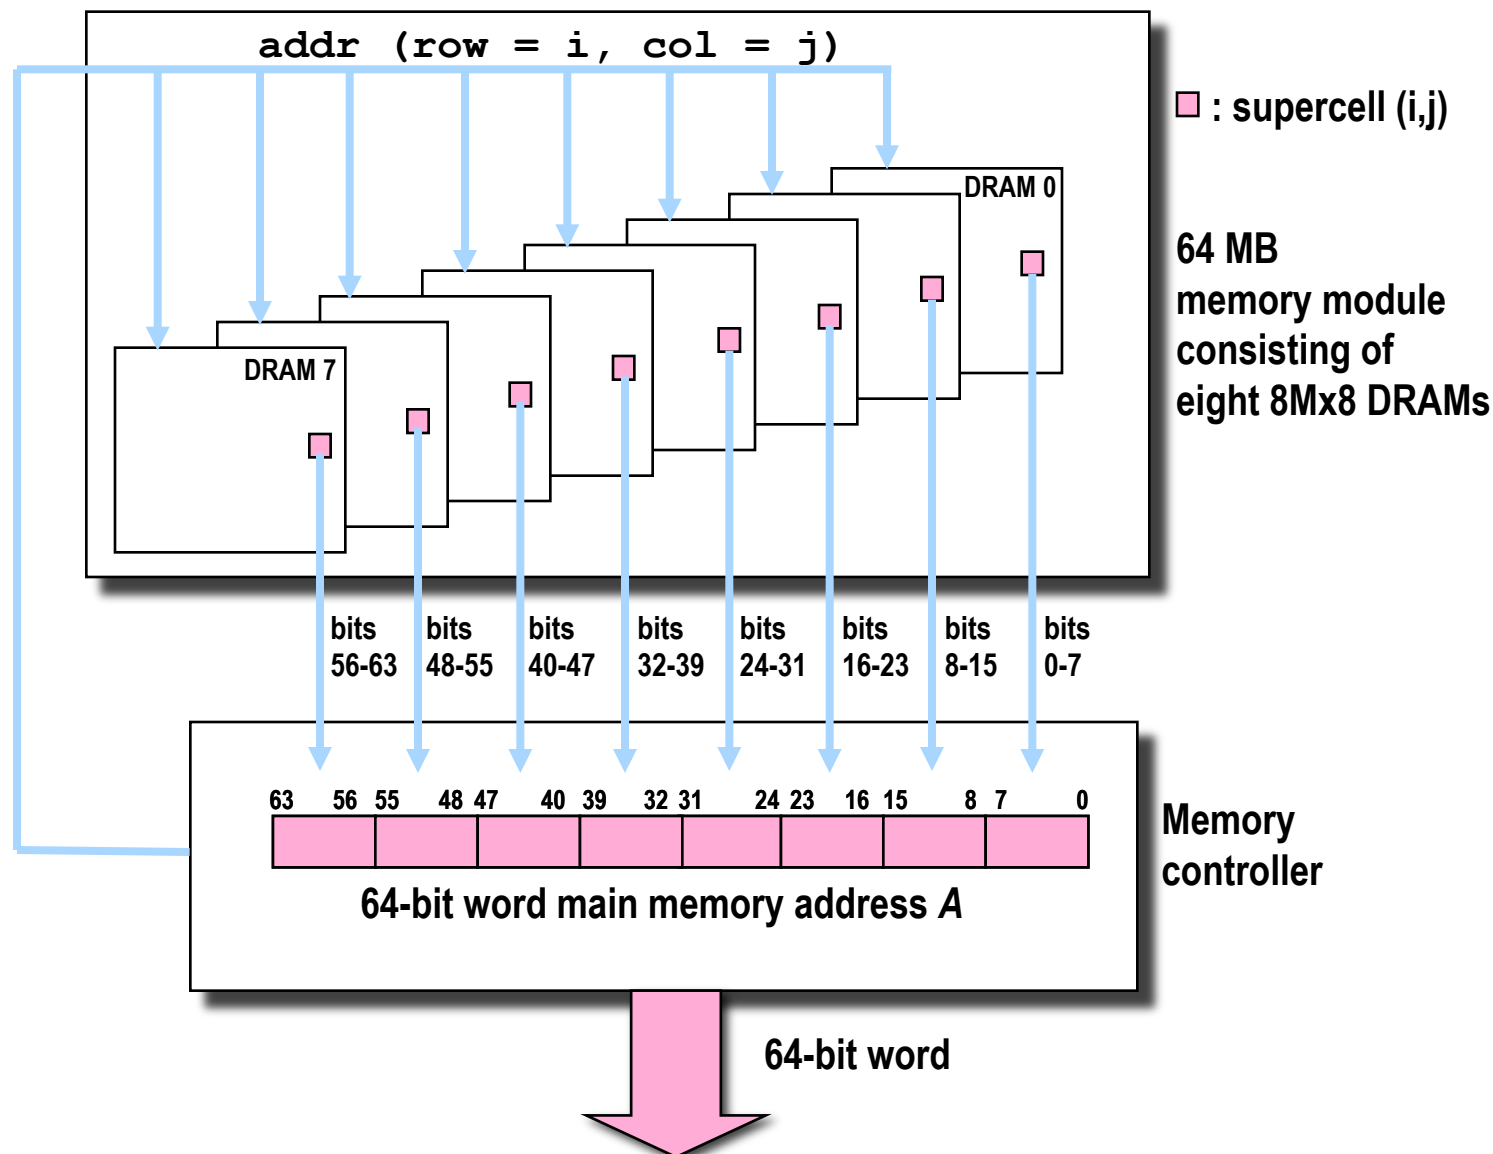 addr (row = i, col = j)
: supercell (i,j)
DRAM 0
64 MB
memory module
consisting of
eight 8Mx8 DRAMs
DRAM 7
bits
56-63
bits
48-55
bits
40-47
bits
32-39
bits
24-31
bits
16-23
bits
8-15
bits
0-7
63 56 55 48 47 40 39 32 31 24 23 16 15 8 7 0
Memory
controller
64-bit word main memory address A
64-bit word